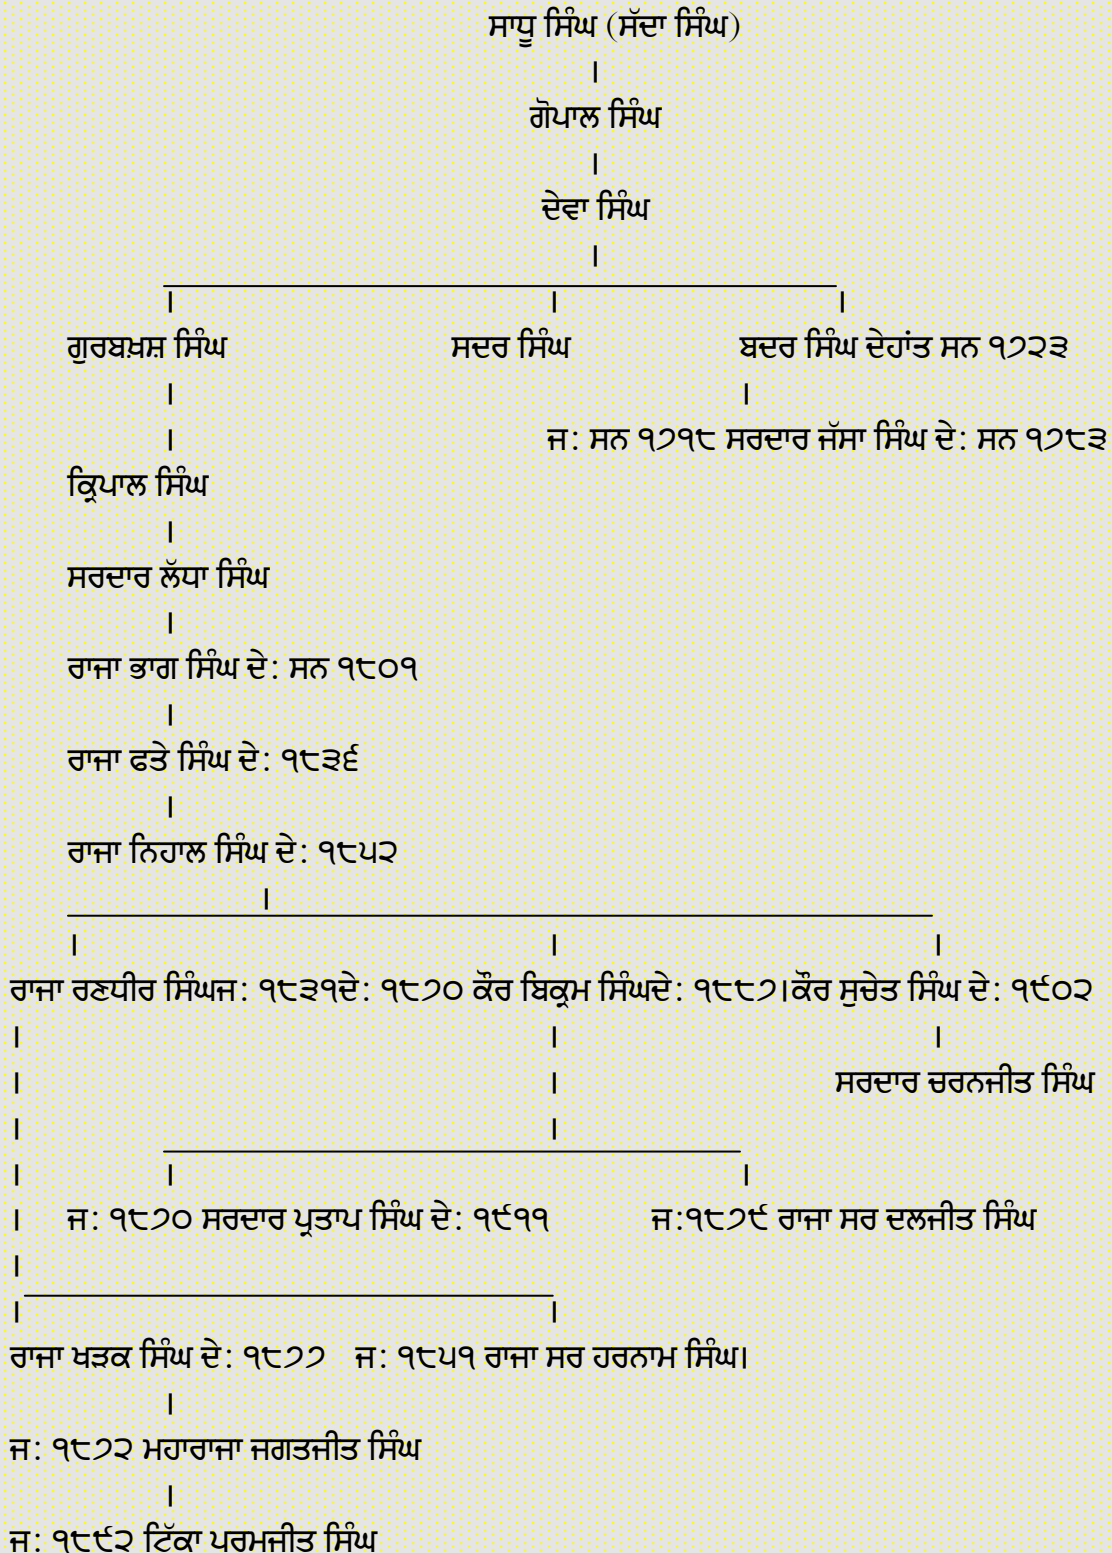 ਸਾਧੂ ਸਿੰਘ (ਸੱਦਾ ਸਿੰਘ)
।
ਗੋਪਾਲ ਸਿੰਘ
।
ਦੇਵਾ ਸਿੰਘ
।
। । ।
ਗੁਰਬਖ਼ਸ਼ ਸਿੰਘ ਸਦਰ ਸਿੰਘ ਬਦਰ ਸਿੰਘ ਦੇਹਾਂਤ ਸਨ ੧੭੨੩
। ।
। ਜ: ਸਨ ੧੭੧੮ ਸਰਦਾਰ ਜੱਸਾ ਸਿੰਘ ਦੇ: ਸਨ ੧੭੮੩
ਕ੍ਰਿਪਾਲ ਸਿੰਘ
।
ਸਰਦਾਰ ਲੱਧਾ ਸਿੰਘ
।
ਰਾਜਾ ਭਾਗ ਸਿੰਘ ਦੇ: ਸਨ ੧੮੦੧
।
ਰਾਜਾ ਫਤੇ ਸਿੰਘ ਦੇ: ੧੮੩੬
।
ਰਾਜਾ ਨਿਹਾਲ ਸਿੰਘ ਦੇ: ੧੮੫੨
।
। । ।
ਰਾਜਾ ਰਣਧੀਰ ਸਿੰਘਜ: ੧੮੩੧ਦੇ: ੧੮੭੦ ਕੌਰ ਬਿਕ੍ਰਮ ਸਿੰਘਦੇ: ੧੮੮੭।ਕੌਰ ਸੁਚੇਤ ਸਿੰਘ ਦੇ: ੧੯੦੨
। । ।
। । ਸਰਦਾਰ ਚਰਨਜੀਤ ਸਿੰਘ
। ।
। । ।
। ਜ: ੧੮੭੦ ਸਰਦਾਰ ਪ੍ਰਤਾਪ ਸਿੰਘ ਦੇ: ੧੯੧੧ ਜ:੧੮੭੯ ਰਾਜਾ ਸਰ ਦਲਜੀਤ ਸਿੰਘ
।
। ।
ਰਾਜਾ ਖੜਕ ਸਿੰਘ ਦੇ: ੧੮੭੭ ਜ: ੧੮੫੧ ਰਾਜਾ ਸਰ ਹਰਨਾਮ ਸਿੰਘ।
।
ਜ: ੧੮੭੨ ਮਹਾਰਾਜਾ ਜਗਤਜੀਤ ਸਿੰਘ
।
ਜ: ੧੮੯੨ ਟਿੱਕਾ ਪਰਮਜੀਤ ਸਿੰਘ